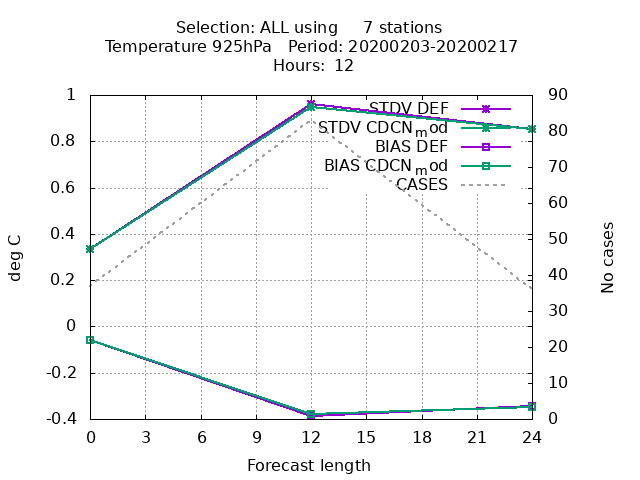 Selection: ALL using     7 stations
Temperature 925hPa   Period: 20200203-20200217
Hours:  12
1
0.8
0.6
0.4
0.2
0
-0.2
-0.4
deg C
90
80
70
60
50
40
30
20
10
0
No cases
STDV DEF
STDV CDCNmod
BIAS DEF
BIAS CDCNmod
CASES
0 3 6 9 12 15 18 21 24
Forecast length